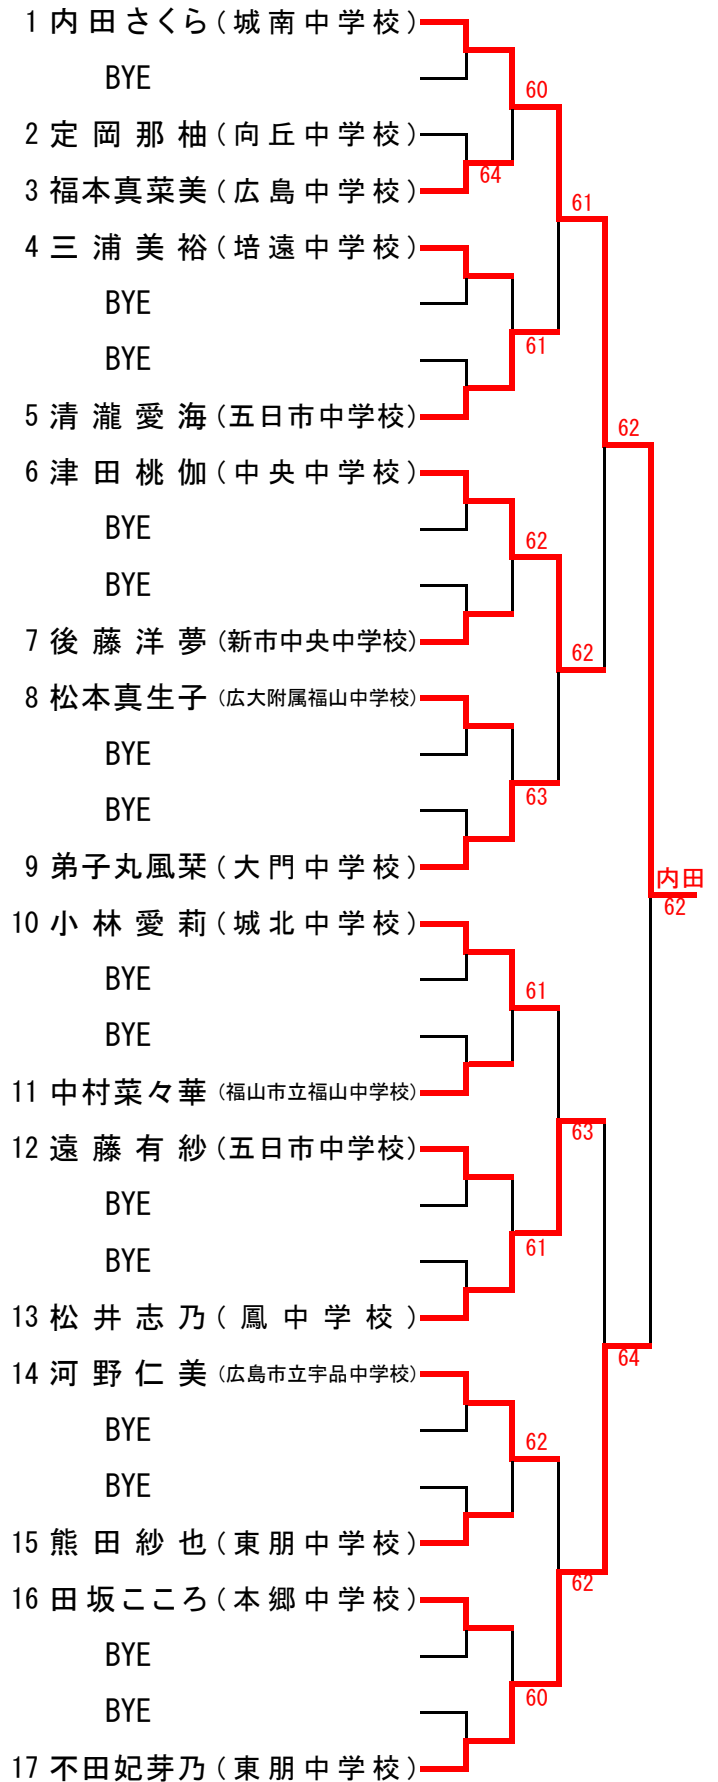 1 内田さくら(城南中学校)
BYE
60
2 定岡那柚(向丘中学校)
64
3 福本真菜美(広島中学校)
61
4 三浦美裕(培遠中学校)
BYE
61
BYE
5 清瀧愛海(五日市中学校)
62
6 津田桃伽(中央中学校)
BYE
62
BYE
7 後藤洋夢(新市中央中学校)
62
8 松本真生子(広大附属福山中学校)
BYE
63
BYE
9 弟子丸風栞(大門中学校)
内田
62
10 小林愛莉(城北中学校)
BYE
61
BYE
11 中村菜々華(福山市立福山中学校)
63
12 遠藤有紗(五日市中学校)
BYE
61
BYE
13 松井志乃(鳳中学校)
64
14 河野仁美(広島市立宇品中学校)
BYE
62
BYE
15 熊田紗也(東朋中学校)
62
16 田坂こころ(本郷中学校)
BYE
60
BYE
17 不田妃芽乃(東朋中学校)